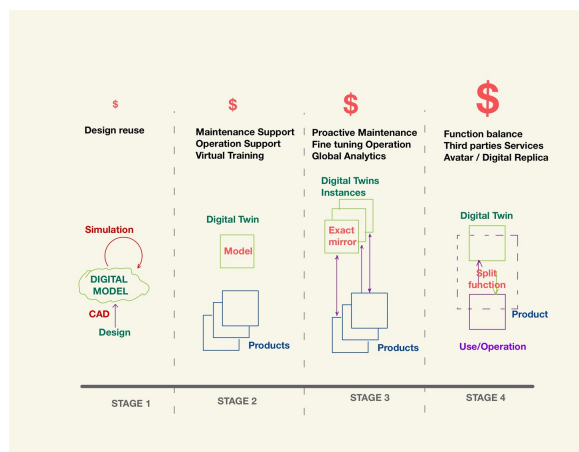 $
Design reuse
Simulation
DIGITAL
MODEL
CAD
Design
STAGE 1
$
Maintenance Support
Operation Support
Virtual Training
Digital Twin
Model
Products
STAGE 2
$
Proactive Maintenance
Fine tuning Operation
Global Analytics
Digital Twins
Instances
Exact
mirror
Products
STAGE 3
$
Function balance
Third parties Services
Avatar / Digital Replica
Digital Twin
Split
function
Product
Use/Operation
STAGE 4